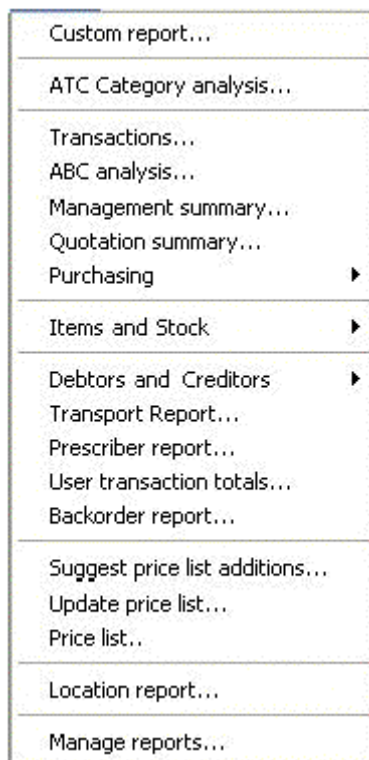 Custom report...
ATC Category analysis...
Transactions...
ABC analysis...
Management summary...
Quotation summary...
Purchasing
Items and Stock
Debtors and Creditors
Transport Report...
Prescriber report...
User transaction totals...
Backorder report...
Suggest price list additions...
Update price list...
Price list..
Location report...
Manage reports...